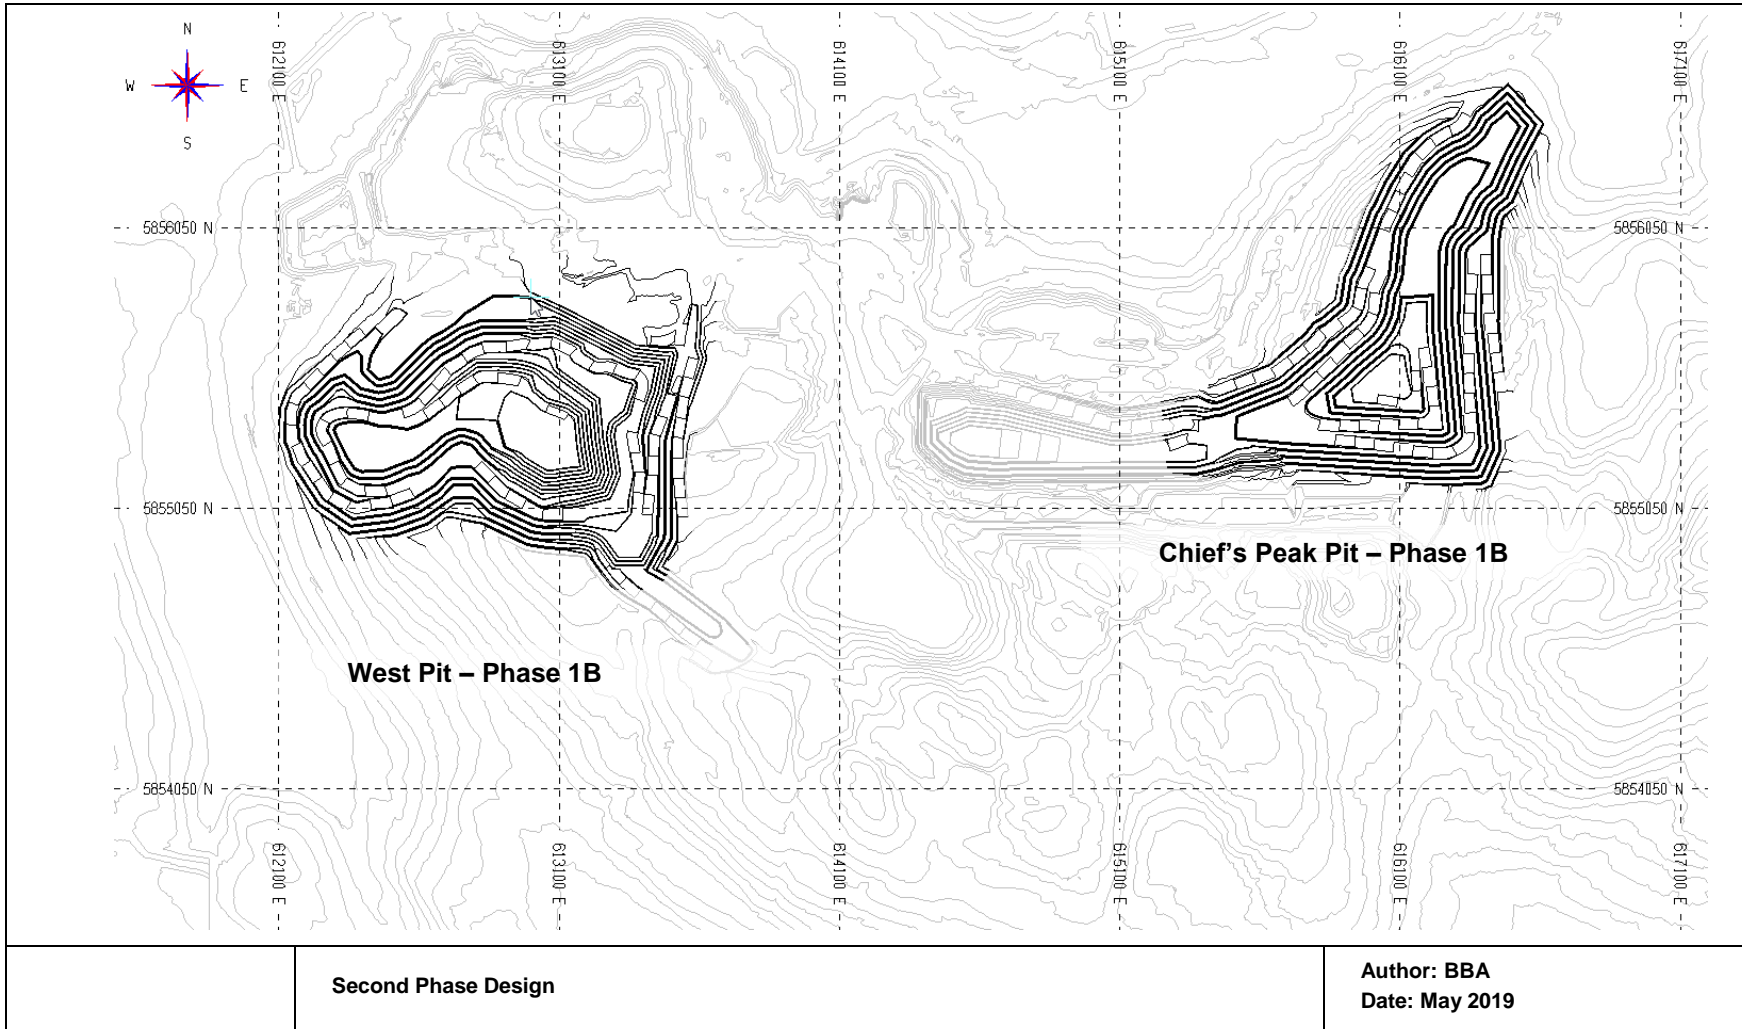 N
W E
S
612100 E 613100 E 614100 E 615100 E 616100 E 617100 E
5856050 N 5856050 N
5855050 N 5855050 N
Chief’s Peak Pit – Phase 1B
West Pit – Phase 1B
5854050 N 5854050 N
612100 E 613100 E 614100 E 615100 E 616100 E 617100 E
Second Phase Design
Author: BBA
Date: May 2019